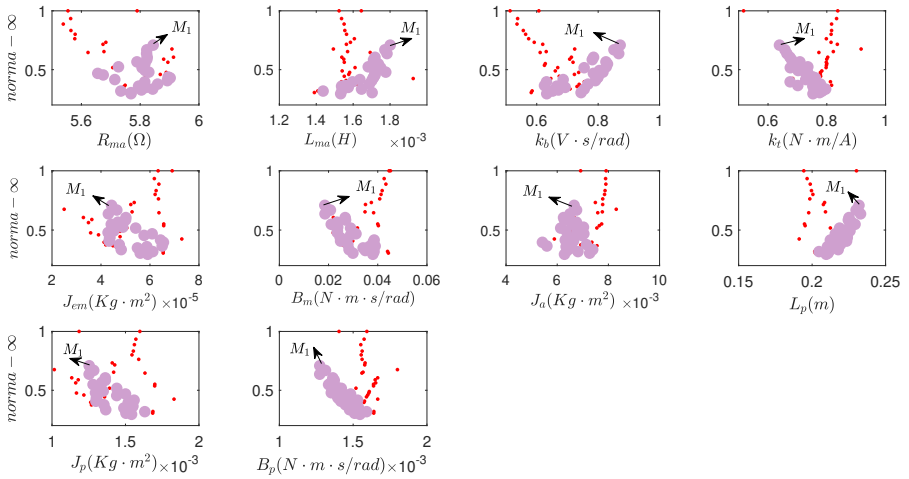 1
0.5
norma − ∞
M1
5.6 5.8 6
Rma(Ω)
1
0.5
M1
1.2 1.4 1.6 1.8 2
Lma(H) ×10-3
1
0.5
M1
0.6 0.8 1
kb(V · s/rad)
1
0.5
M1
0.6 0.8 1
kt(N · m/A)
1
0.5
norma − ∞
M1
2 4 6 8
Jem(Kg · m2) ×10-5
1
0.5
M1
0 0.02 0.04 0.06
Bm(N · m · s/rad)
1
0.5
M1
4 6 8 10
Ja(Kg · m2) ×10-3
1
0.5
M1
0.15 0.2 0.25
Lp(m)
1
0.5
norma − ∞
M1
1 1.5 2
Jp(Kg · m2) ×10-3
1
0.5
M1
1 1.5 2
Bp(N · m · s/rad) ×10-3